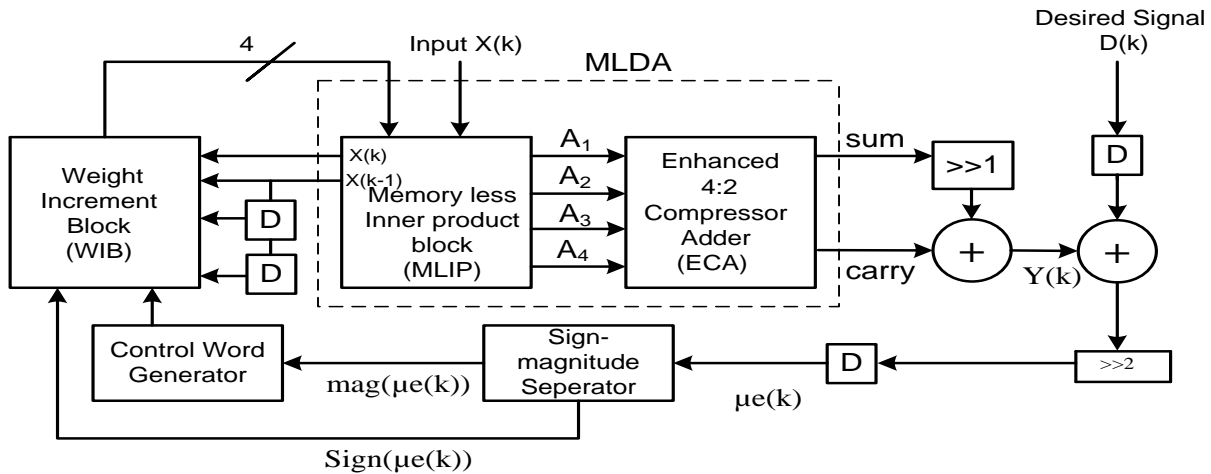 4
Input X(k)
Desired Signal
D(k)
MLDA
Weight
Increment
Block
(WIB)
D
D
X(k)
X(k-1)
Memory less
Inner product
block
(MLIP)
A1
A2
A3
A4
Enhanced
4:2
Compressor
Adder
(ECA)
sum
carry
>>1
+
Y(k)
D
+
>>2
D
µe(k)
Sign-
magnitude
Seperator
mag(µe(k))
Control Word
Generator
Sign(µe(k))